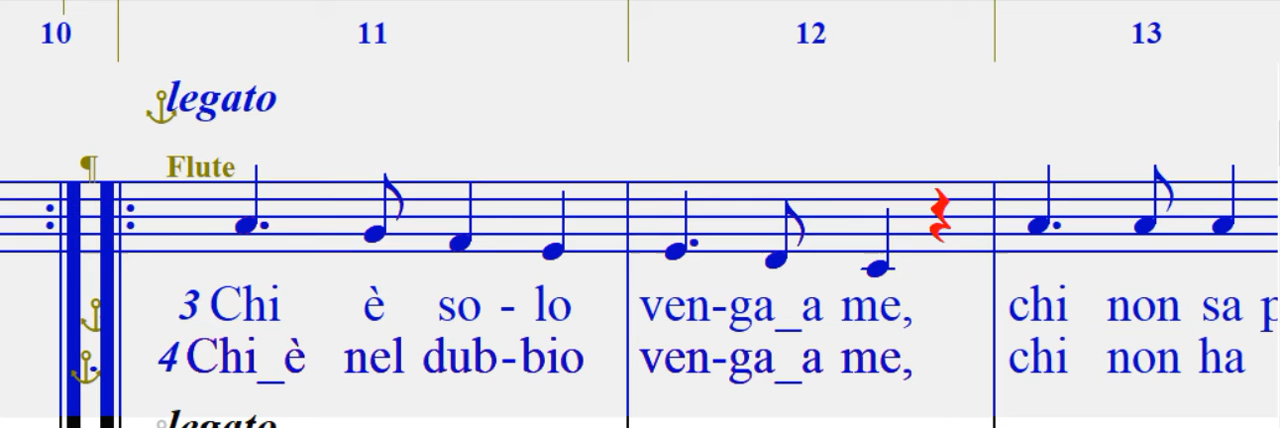 10 11 12 13
legato
¶ Flute
3 Chi è so - lo ven-ga_a me, chi non sa
4 Chi_è nel dub-bio ven-ga_a me, chi non ha
legato